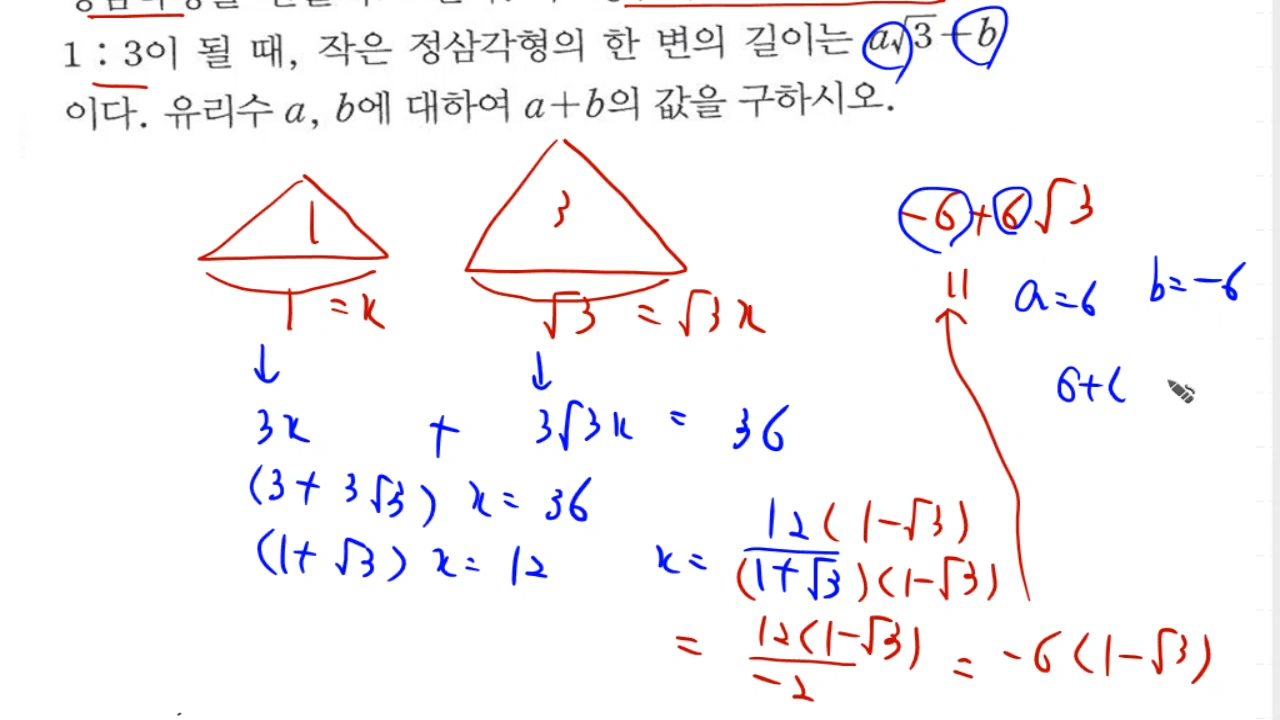 1 : 3이 될 때, 작은 정삼각형의 한 변의 길이는 a√3+b
이다. 유리수 a, b에 대하여 a+b의 값을 구하시오.
1
3
-6+6√3
=
a=6
b=-6
1 = x
√3 = √3x
6+(
3x + 3√3x = 36
(3+3√3) x = 36
(1+√3) x = 12
x = 12(1-√3) / (1+√3)(1-√3)
= 12(1-√3) / -2 = -6(1-√3)